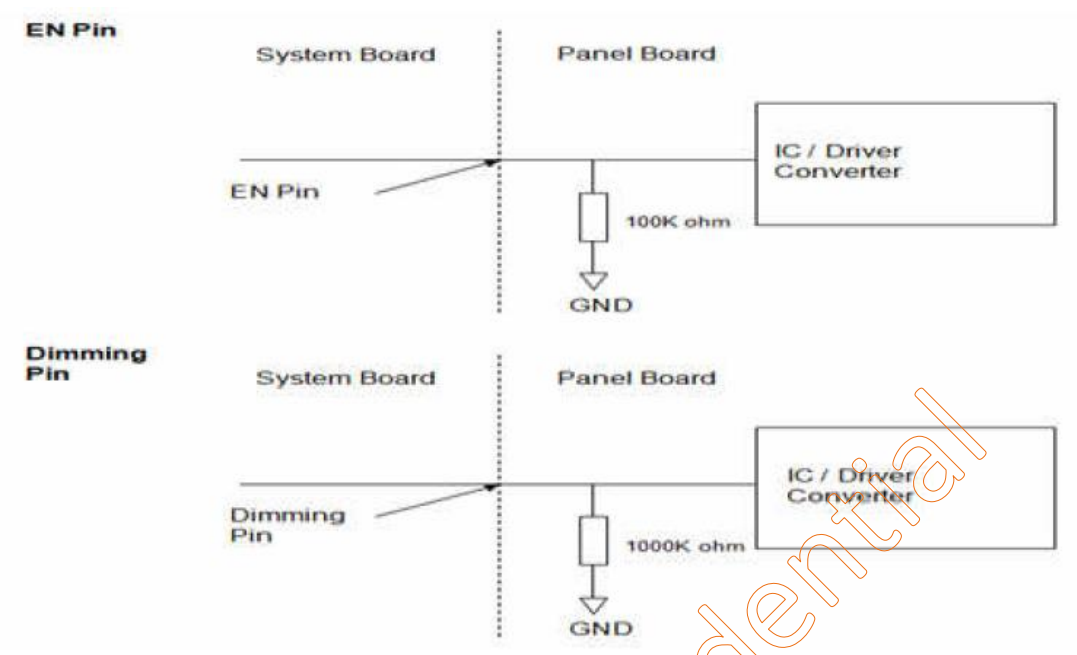 EN Pin
System Board
Panel Board
IC / Driver
Converter
EN Pin
100K ohm
GND
Dimming
Pin
System Board
Panel Board
IC / Driver
Converter
Dimming
Pin
1000K ohm
GND
dential